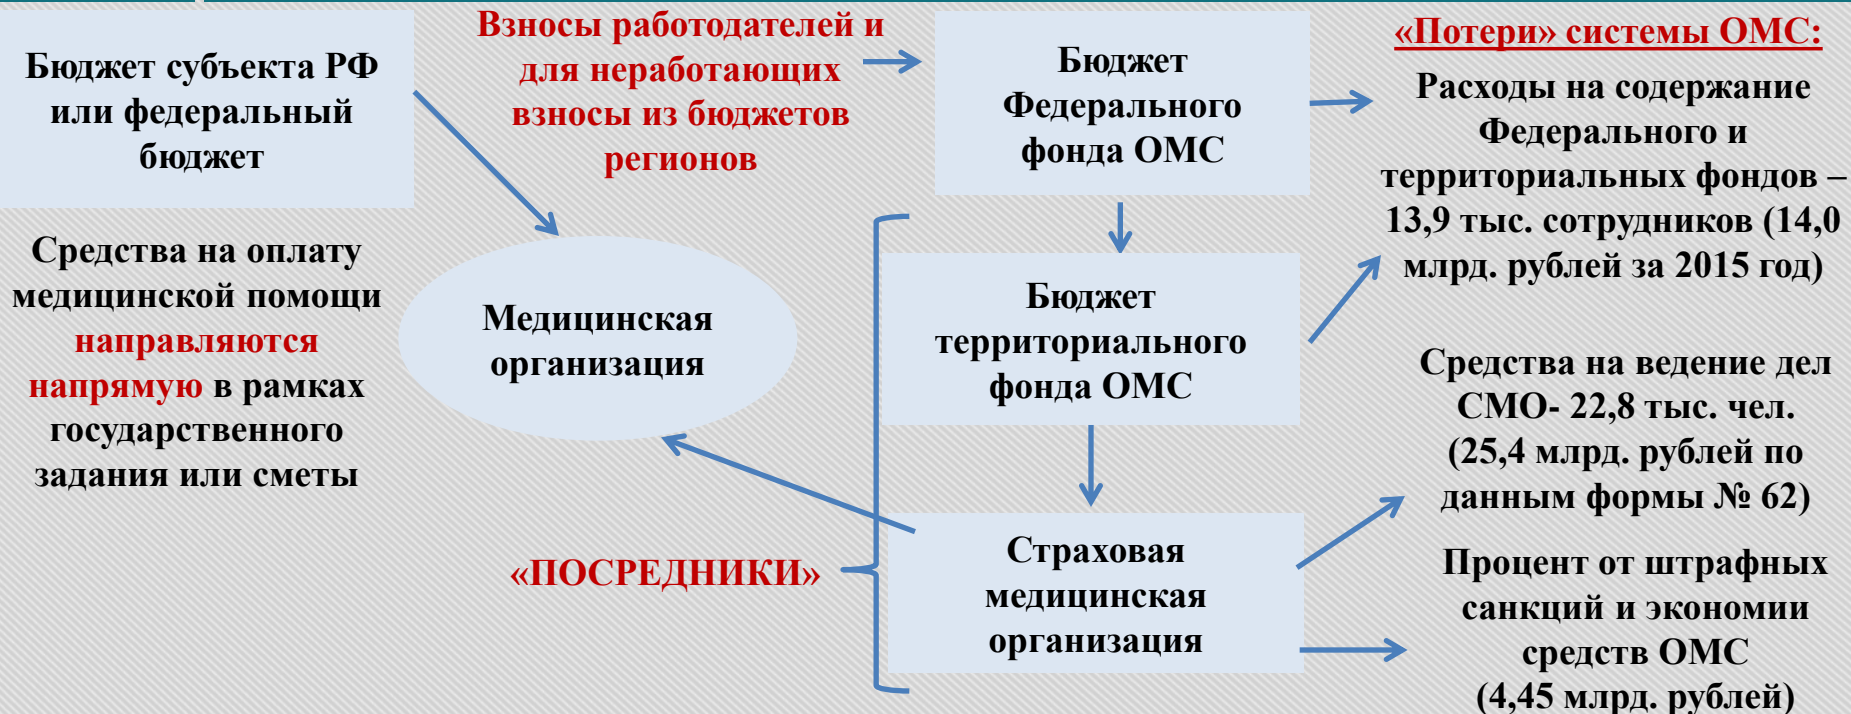 Бюджет субъекта РФ
или федеральный
бюджет
Средства на оплату
медицинской помощи
направляются
напрямую в рамках
государственного
задания или сметы
Взносы работодателей и
для неработающих
взносы из бюджетов
регионов
Медицинская
организация
«ПОСРЕДНИКИ»
Бюджет
Федерального
фонда ОМС
Бюджет
территориального
фонда ОМС
Страховая
медицинская
организация
«Потери» системы ОМС:
Расходы на содержание
Федерального и
территориальных фондов –
13,9 тыс. сотрудников (14,0
млрд. рублей за 2015 год)
Средства на ведение дел
СМО- 22,8 тыс. чел.
(25,4 млрд. рублей по
данным формы № 62)
Процент от штрафных
санкций и экономии
средств ОМС
(4,45 млрд. рублей)